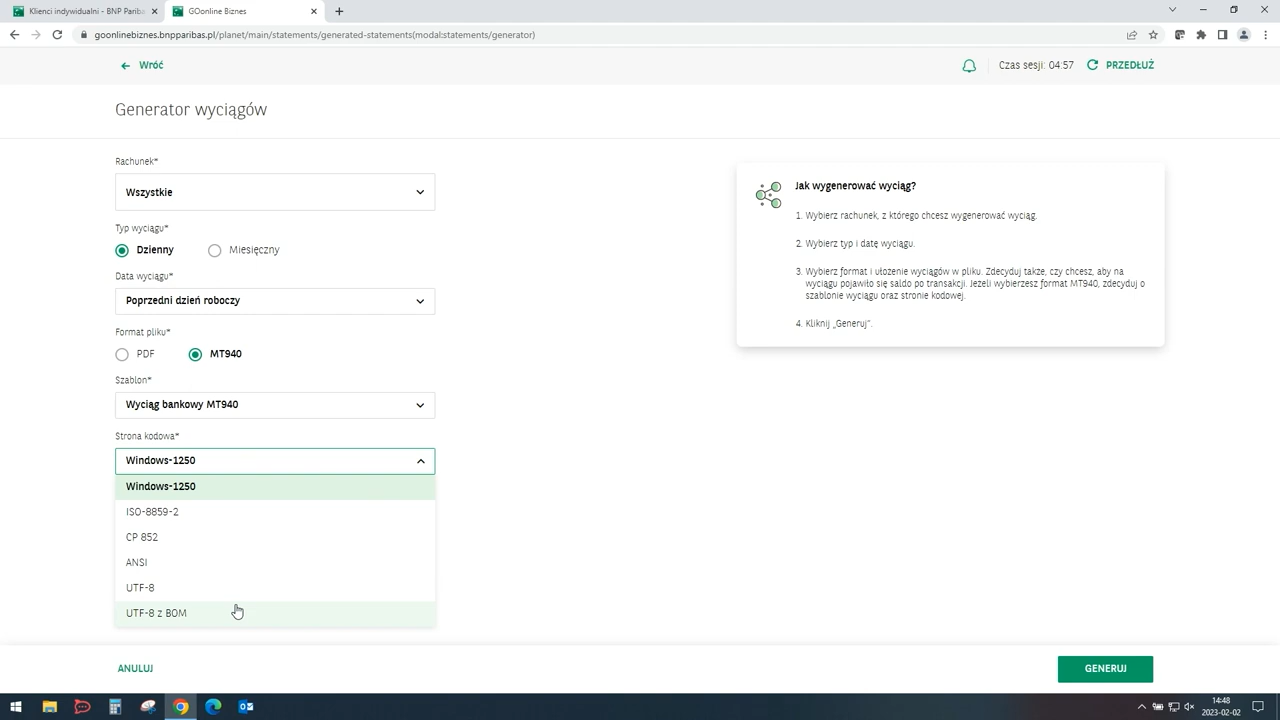 Klienci indywidualni - BNP Pariba
GOonline Biznes
goonlinebiznes.bnpparibas.pl/planet/main/statements/generated-statements(modal:statements/generator)
Wróć
Czas sesji: 04:57
PRZEDŁUŻ
Generator wyciągów
Rachunek*
Wszystkie
Typ wyciągu*
Dzienny
Miesięczny
Data wyciągu*
Poprzedni dzień roboczy
Format pliku*
PDF
MT940
Szablon*
Wyciąg bankowy MT940
Strona kodowa*
Windows-1250
Windows-1250
ISO-8859-2
CP 852
ANSI
UTF-8
UTF-8 z BOM
Jak wygenerować wyciąg?
1. Wybierz rachunek, z którego chcesz wygenerować wyciąg.
2. Wybierz typ i datę wyciągu.
3. Wybierz format i ułożenie wyciągów w pliku. Zdecyduj także, czy chcesz, aby na
wyciągu pojawiło się saldo po transakcji. Jeżeli wybierzesz format MT940, zdecyduj o
szablonie wyciągu oraz stronie kodowej.
4. Kliknij „Generuj”.
ANULUJ
GENERUJ
14:48
2023-02-02